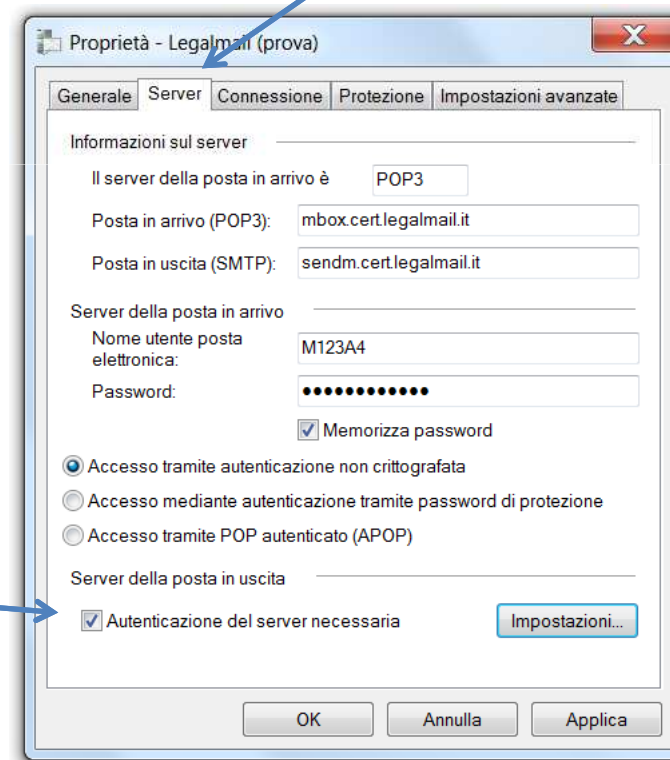 Proprietà - Legalmail (prova)
Generale Server Connessione Protezione Impostazioni avanzate
Informazioni sul server
Il server della posta in arrivo è POP3
Posta in arrivo (POP3): mbox.cert.legalmail.it
Posta in uscita (SMTP): sendm.cert.legalmail.it
Server della posta in arrivo
Nome utente posta
elettronica: M123A4
Password: ●●●●●●●●●●●●
Memorizza password
Accesso tramite autenticazione non crittografata
Accesso mediante autenticazione tramite password di protezione
Accesso tramite POP autenticato (APOP)
Server della posta in uscita
Autenticazione del server necessaria Impostazioni...
OK Annulla Applica